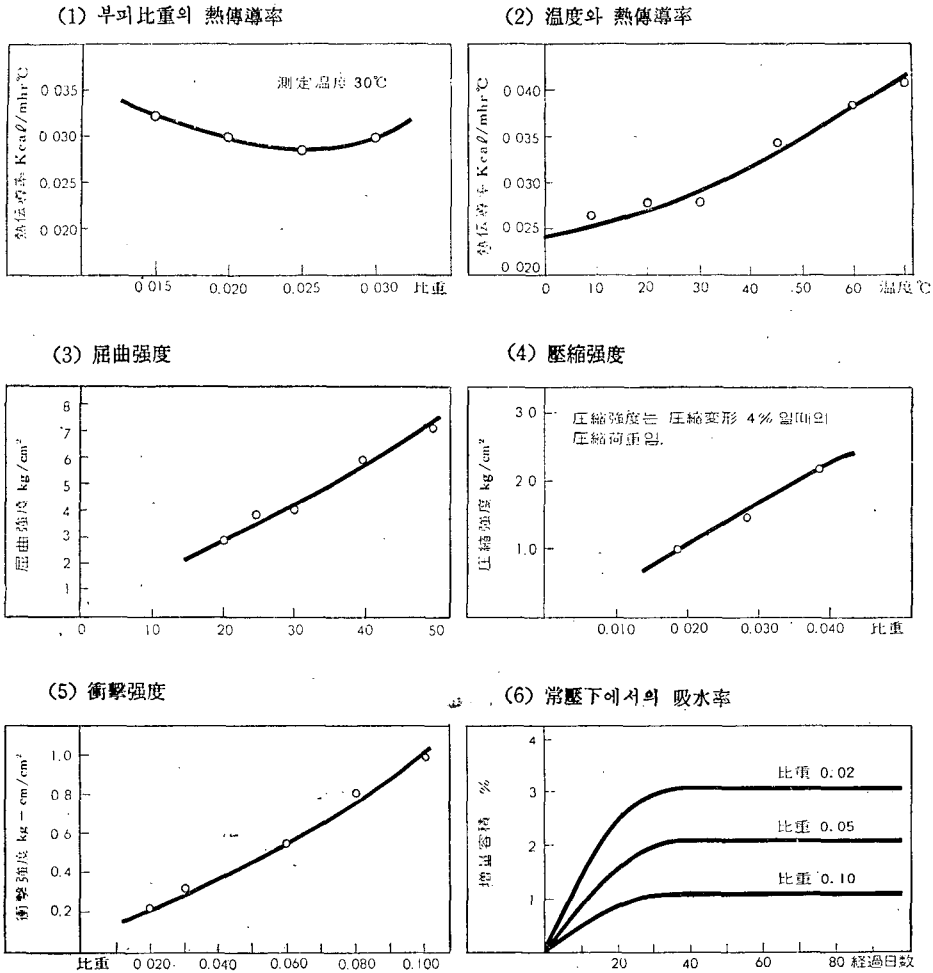 (1) 부피比重의 熱傳導率
熱伝導率 Kcaℓ/mhr℃
0.035
0.030
0.025
0.020
測定温度 30℃
0.015 0.020 0.025 0.030 比重
(2) 温度와 熱傳導率
熱伝導率 Kcaℓ/mhr℃
0.040
0.035
0.030
0.025
0.020
0 10 20 30 40 50 60 温度℃
(3) 屈曲强度
屈曲強度 kg/cm²
8
7
6
5
4
3
2
1
0 10 20 30 40 50
(4) 壓縮强度
圧縮強度 kg/cm²
3.0
2.0
1.0
圧縮強度는 圧縮変形 4% 일때의
圧縮荷重임.
0.010 0.020 0.030 0.040 比重
(5) 衝擊强度
衝擊強度 kg-cm/cm²
1.0
0.8
0.6
0.4
0.2
比重 0.020 0.040 0.060 0.080 0.100
(6) 常壓下에서의 吸水率
増量容積 %
3
2
1
比重 0.02
比重 0.05
比重 0.10
20 40 60 80 経過日数